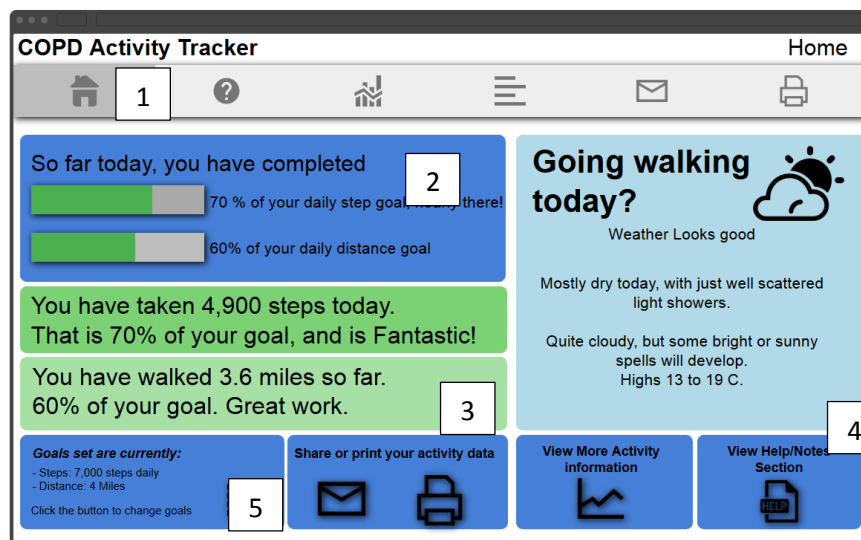 COPD Activity Tracker
Home
1
?
So far today, you have completed
2
70 % of your daily step goal, nearly there!
60% of your daily distance goal
You have taken 4,900 steps today.
That is 70% of your goal, and is Fantastic!
You have walked 3.6 miles so far.
60% of your goal. Great work.
3
Going walking
today?
Weather Looks good
Mostly dry today, with just well scattered
light showers.
Quite cloudy, but some bright or sunny
spells will develop.
Highs 13 to 19 C.
4
Goals set are currently:
- Steps: 7,000 steps daily
- Distance: 4 Miles
Click the button to change goals
5
Share or print your activity data
View More Activity
information
View Help/Notes
Section
HELP